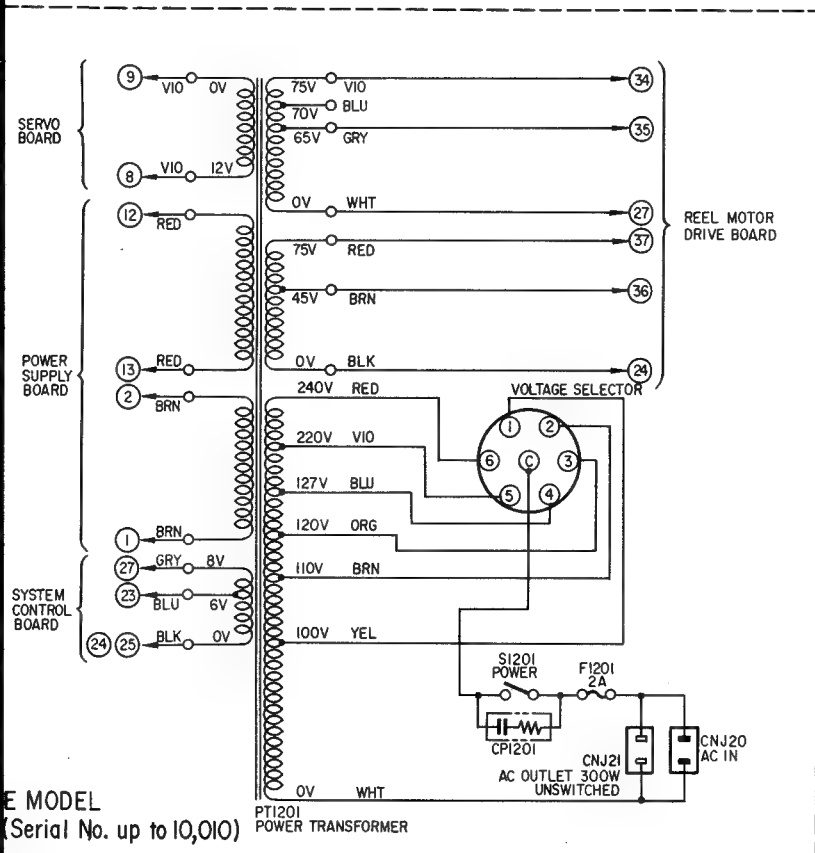 SERVO
BOARD
9
VIO 0V
8
VIO 12V
POWER
SUPPLY
BOARD
12
RED
13
RED
2
BRN
1
BRN
SYSTEM
CONTROL
BOARD
27
GRY 8V
23
BLU 6V
24 25
BLK 0V
75V VIO
34
70V BLU
65V GRY
35
0V WHT
27
75V RED
37
45V BRN
36
0V BLK
24
REEL MOTOR
DRIVE BOARD
240V RED
220V VIO
127V BLU
120V ORG
110V BRN
100V YEL
0V WHT
VOLTAGE SELECTOR
1 2
6 C 3
5 4
S1201
POWER
F1201
2A
CP1201
CNJ21
AC OUTLET 300W
UNSWITCHED
CNJ20
AC IN
PT1201
POWER TRANSFORMER
E MODEL
(Serial No. up to 10,010)